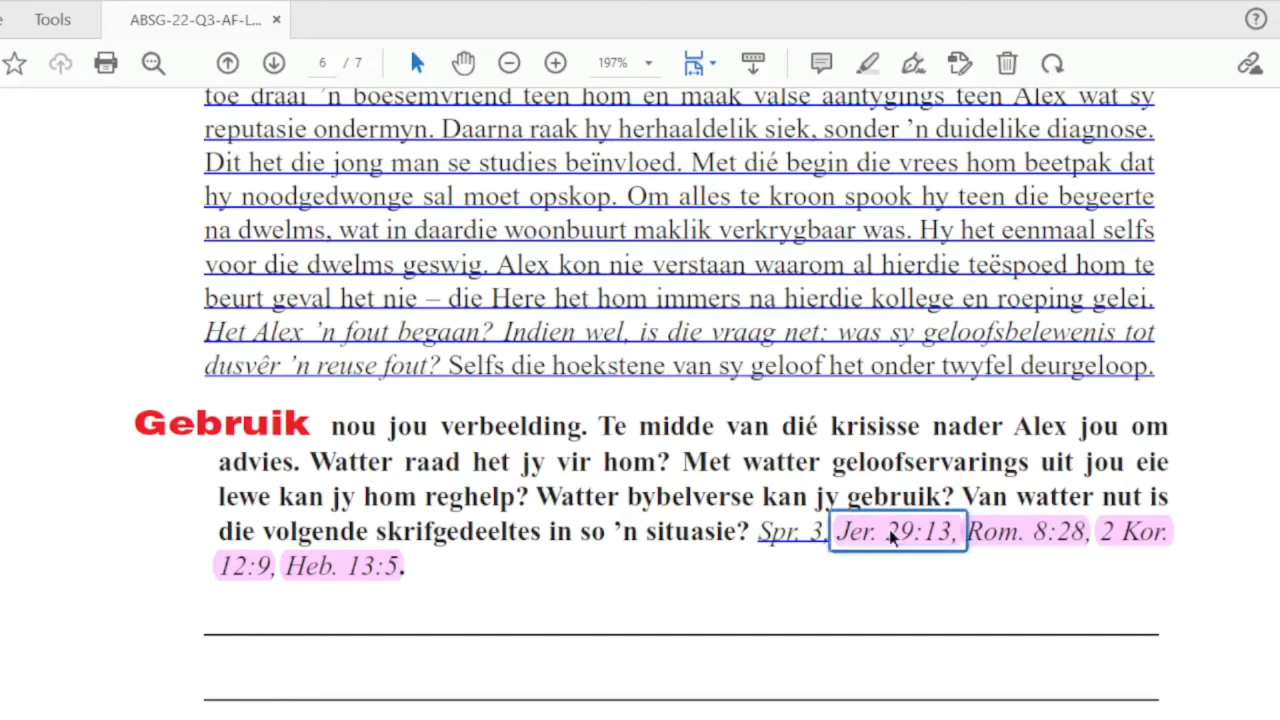 Tools
ABSG-22-Q3-AF-L... ×
6 / 7
197%
toe draai ’n boesemvriend teen hom en maak valse aantygings teen Alex wat sy
reputasie ondermyn. Daarna raak hy herhaaldelik siek, sonder ’n duidelike diagnose.
Dit het die jong man se studies beïnvloed. Met dié begin die vrees hom beetpak dat
hy noodgedwonge sal moet opskop. Om alles te kroon spook hy teen die begeerte
na dwelms, wat in daardie woonbuurt maklik verkrygbaar was. Hy het eenmaal selfs
voor die dwelms geswig. Alex kon nie verstaan waarom al hierdie teëspoed hom te
beurt geval het nie – die Here het hom immers na hierdie kollege en roeping gelei.
Het Alex ’n fout begaan? Indien wel, is die vraag net: was sy geloofsbelewenis tot
dusvêr ’n reuse fout? Selfs die hoekstene van sy geloof het onder twyfel deurgeloop.
Gebruik nou jou verbeelding. Te midde van dié krisisse nader Alex jou om
advies. Watter raad het jy vir hom? Met watter geloofservarings uit jou eie
lewe kan jy hom reghelp? Watter bybelverse kan jy gebruik? Van watter nut is
die volgende skrifgedeeltes in so ’n situasie? Spr. 3, Jer. 29:13, Rom. 8:28, 2 Kor.
12:9, Heb. 13:5.